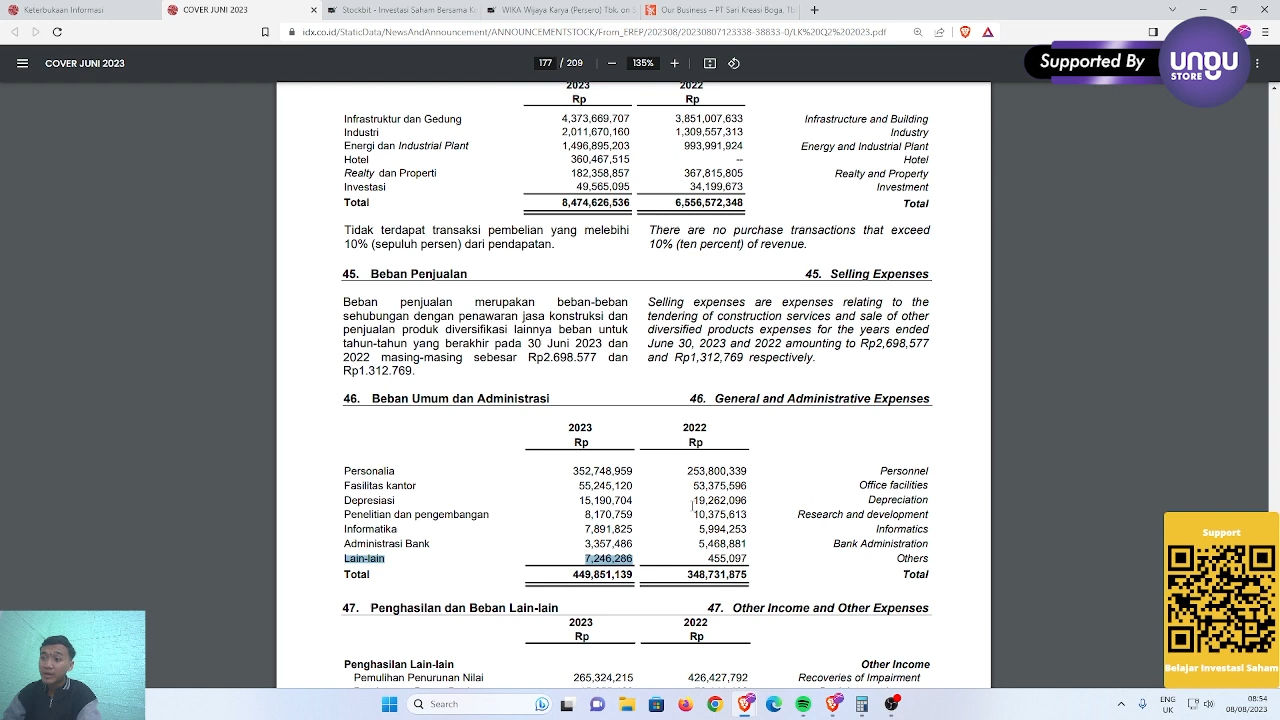 Keterbukaan Informasi
COVER JUNI 2023
Stockbit - Investasi Saham Bersama Ko
WIKA Wijaya Karya (Persero) Tbk. on S
Our Business – PT Sari Kreasi Boga, Tb
idx.co.id/StaticData/NewsAndAnnouncement/ANNOUNCEMENTSTOCK/From_EREP/202308/20230807123338-38833-0/LK%20Q2%202023.pdf
COVER JUNI 2023
177 / 209
135%
Supported By
UNGU
STORE
2023 2022
Rp Rp
Infrastruktur dan Gedung 4,373,669,707 3,851,007,633 Infrastructure and Building
Industri 2,011,670,160 1,309,557,313 Industry
Energi dan Industrial Plant 1,496,895,203 993,991,924 Energy and Industrial Plant
Hotel 360,467,515 -- Hotel
Realty dan Properti 182,358,857 367,815,805 Realty and Property
Investasi 49,565,095 34,199,673 Investment
Total 8,474,626,536 6,556,572,348 Total
Tidak terdapat transaksi pembelian yang melebihi
10% (sepuluh persen) dari pendapatan.
There are no purchase transactions that exceed
10% (ten percent) of revenue.
45. Beban Penjualan 45. Selling Expenses
Beban penjualan merupakan beban-beban
sehubungan dengan penawaran jasa konstruksi dan
penjualan produk diversifikasi lainnya beban untuk
tahun-tahun yang berakhir pada 30 Juni 2023 dan
2022 masing-masing sebesar Rp2.698.577 dan
Rp1.312.769.
Selling expenses are expenses relating to the
tendering of construction services and sale of other
diversified products expenses for the years ended
June 30, 2023 and 2022 amounting to Rp2,698,577
and Rp1,312,769 respectively.
46. Beban Umum dan Administrasi 46. General and Administrative Expenses
2023 2022
Rp Rp
Personalia 352,748,959 253,800,339 Personnel
Fasilitas kantor 55,245,120 53,375,596 Office facilities
Depresiasi 15,190,704 19,262,096 Depreciation
Penelitian dan pengembangan 8,170,759 10,375,613 Research and development
Informatika 7,891,825 5,994,253 Informatics
Administrasi Bank 3,357,486 5,468,881 Bank Administration
Lain-lain 7,246,286 455,097 Others
Total 449,851,139 348,731,875 Total
47. Penghasilan dan Beban Lain-lain 47. Other Income and Other Expenses
2023 2022
Rp Rp
Penghasilan Lain-lain Other Income
Pemulihan Penurunan Nilai 265,324,215 426,427,792 Recoveries of Impairment
Support
Belajar Investasi Saham
Search
ENG
UK
08:54
08/08/2023